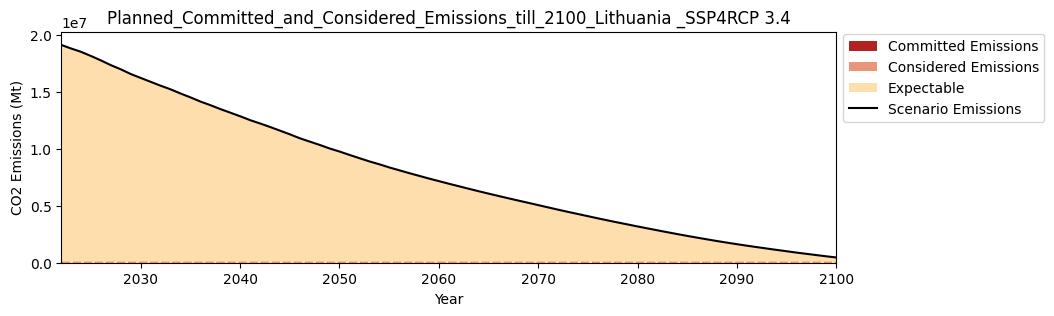 Planned_Committed_and_Considered_Emissions_till_2100_Lithuania _SSP4RCP 3.4
1e7
2.0
1.5
1.0
0.5
0.0
CO2 Emissions (Mt)
2030 2040 2050 2060 2070 2080 2090 2100
Year
Committed Emissions
Considered Emissions
Expectable
Scenario Emissions